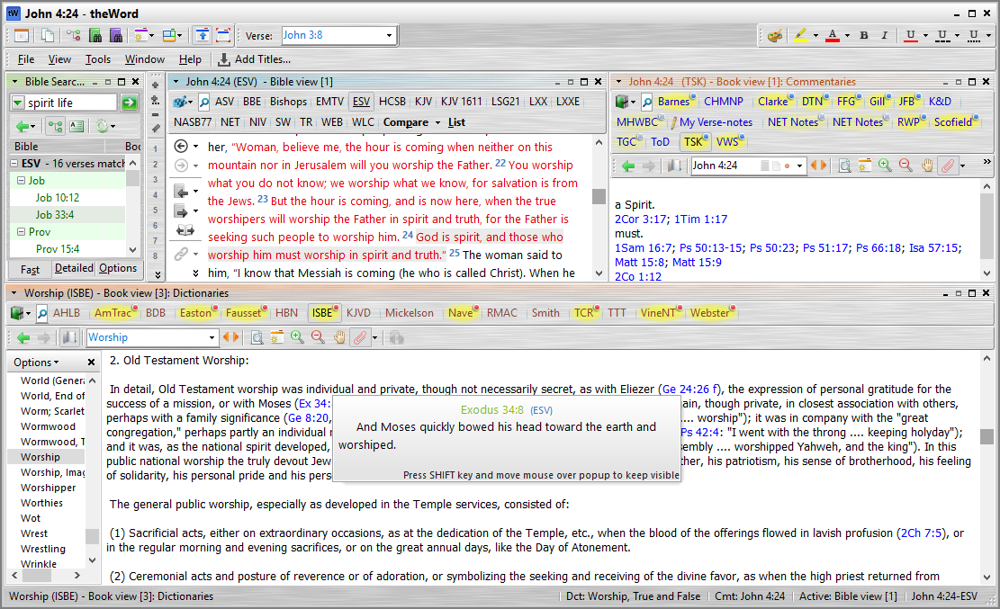 John 4:24 - theWord
Verse: John 3:8
File View Tools Window Help Add Titles...
Bible Searc...
spirit life
Bible Boo
ESV - 16 verses match
Job
Job 10:12
Job 33:4
Prov
Prov 15:4
Fast Detailed Options
1
2
3
4
5
6
7
8
John 4:24 (ESV) - Bible view [1]
ASV BBE Bishops EMTV ESV HCSB KJV KJV 1611 LSG21 LXX LXXE
NASB77 NET NIV SW TR WEB WLC Compare List
her, “Woman, believe me, the hour is coming when neither on this
mountain nor in Jerusalem will you worship the Father. 22 You worship
what you do not know; we worship what we know, for salvation is from
the Jews. 23 But the hour is coming, and is now here, when the true
worshipers will worship the Father in spirit and truth, for the Father is
seeking such people to worship him. 24 God is spirit, and those who
worship him must worship in spirit and truth.” 25 The woman said to
him, “I know that Messiah is coming (he who is called Christ). When he
John 4:24 (TSK) - Book view [1]: Commentaries
Barnes CHMNP Clarke DTN FFG Gill JFB K&D
MHWBC My Verse-notes NET Notes NET Notes RWP Scofield
TGC ToD TSK VWS
John 4:24
a Spirit.
2Cor 3:17; 1Tim 1:17
must.
1Sam 16:7; Ps 50:13-15; Ps 50:23; Ps 51:17; Ps 66:18; Isa 57:15;
Matt 15:8; Matt 15:9
2Co 1:12
Worship (ISBE) - Book view [3]: Dictionaries
AHLB AmTrac BDB Easton Fausset HBN ISBE KJVD Mickelson Nave RMAC Smith TCR TTT VineNT Webster
Worship
Options
World (Genera
World, End of
Worm; Scarlet
Wormwood
Wormwood, T
Worship
Worship, Imag
Worshipper
Worthies
Wot
Wrest
Wrestling
Wrinkle
2. Old Testament Worship:
In detail, Old Testament worship was individual and private, though not necessarily secret, as with Eliezer (Ge 24:26 f), the expression of personal gratitude for the
success of a mission, or with Moses (Ex 34: ain, though private, in closest association with others,
perhaps with a family significance (Ge 8:20, .... worship"); it was in company with the "great
congregation," perhaps partly an individual Ps 42:4: "I went with the throng .... keeping holyday");
and it was, as the national spirit developed, embly .... worshipped Yahweh, and the king"). In this
public national worship the truly devout Jew ther, his patriotism, his sense of brotherhood, his feeling
of solidarity, his personal pride and his pers
Exodus 34:8 (ESV)
And Moses quickly bowed his head toward the earth and
worshiped.
Press SHIFT key and move mouse over popup to keep visible
The general public worship, especially as developed in the Temple services, consisted of:
(1) Sacrificial acts, either on extraordinary occasions, as at the dedication of the Temple, etc., when the blood of the offerings flowed in lavish profusion (2Ch 7:5), or
in the regular morning and evening sacrifices, or on the great annual days, like the Day of Atonement.
(2) Ceremonial acts and posture of reverence or of adoration, or symbolizing the seeking and receiving of the divine favor, as when the high priest returned from
Worship (ISBE) - Book view [3]: Dictionaries Dct: Worship, True and False Cmt: John 4:24 Active: Bible view [1] John 4:24-ESV